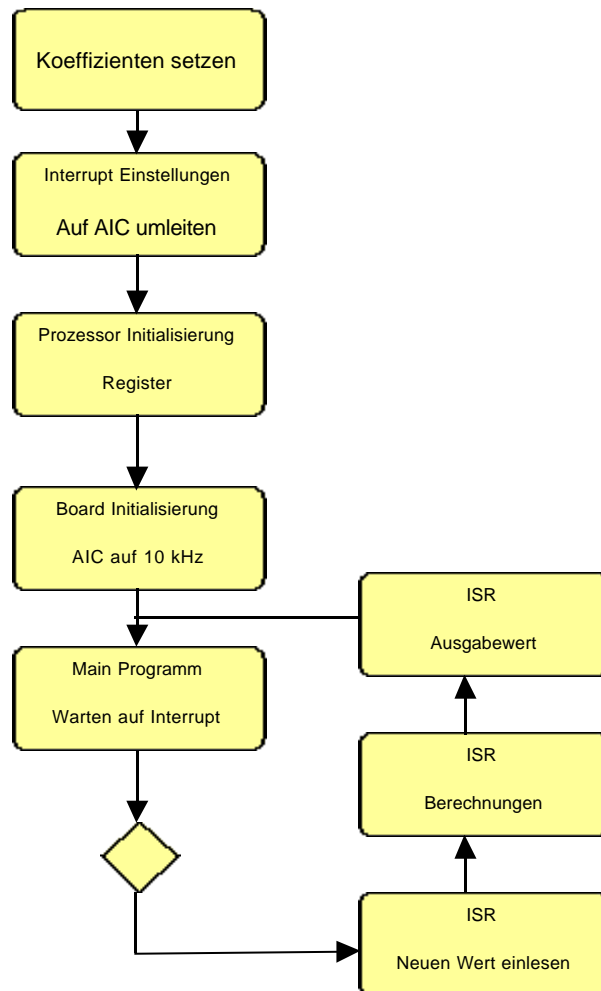 Koeffizienten setzen
Interrupt Einstellungen
Auf AIC umleiten
Prozessor Initialisierung
Register
Board Initialisierung
AIC auf 10 kHz
Main Programm
Warten auf Interrupt
ISR
Neuen Wert einlesen
ISR
Berechnungen
ISR
Ausgabewert